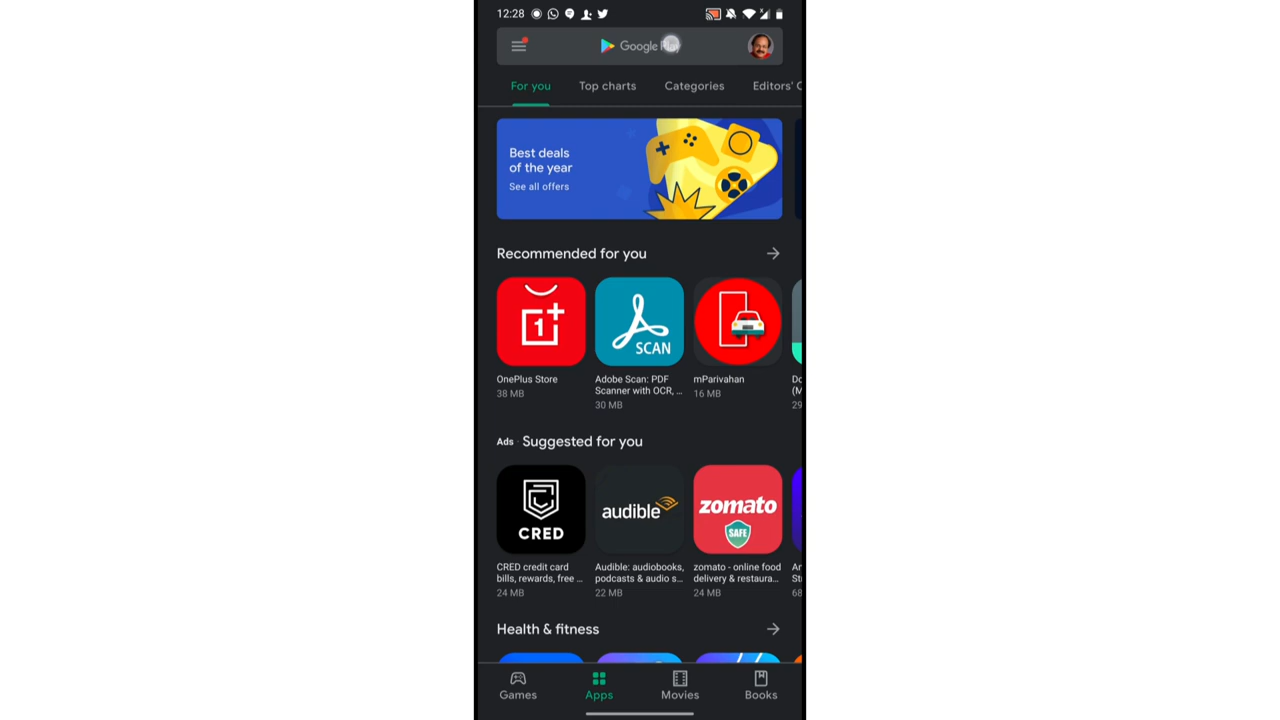 12:28
Google
For you Top charts Categories Editors'
Best deals
of the year
See all offers
Recommended for you
1+
SCAN
OnePlus Store
38 MB
Adobe Scan: PDF
Scanner with OCR, ...
30 MB
mParivahan
16 MB
Ads · Suggested for you
CRED
audible
zomato
SAFE
CRED credit card
bills, rewards, free ...
24 MB
Audible: audiobooks,
podcasts & audio s...
22 MB
zomato - online food
delivery & restaura...
24 MB
Health & fitness
Games Apps Movies Books